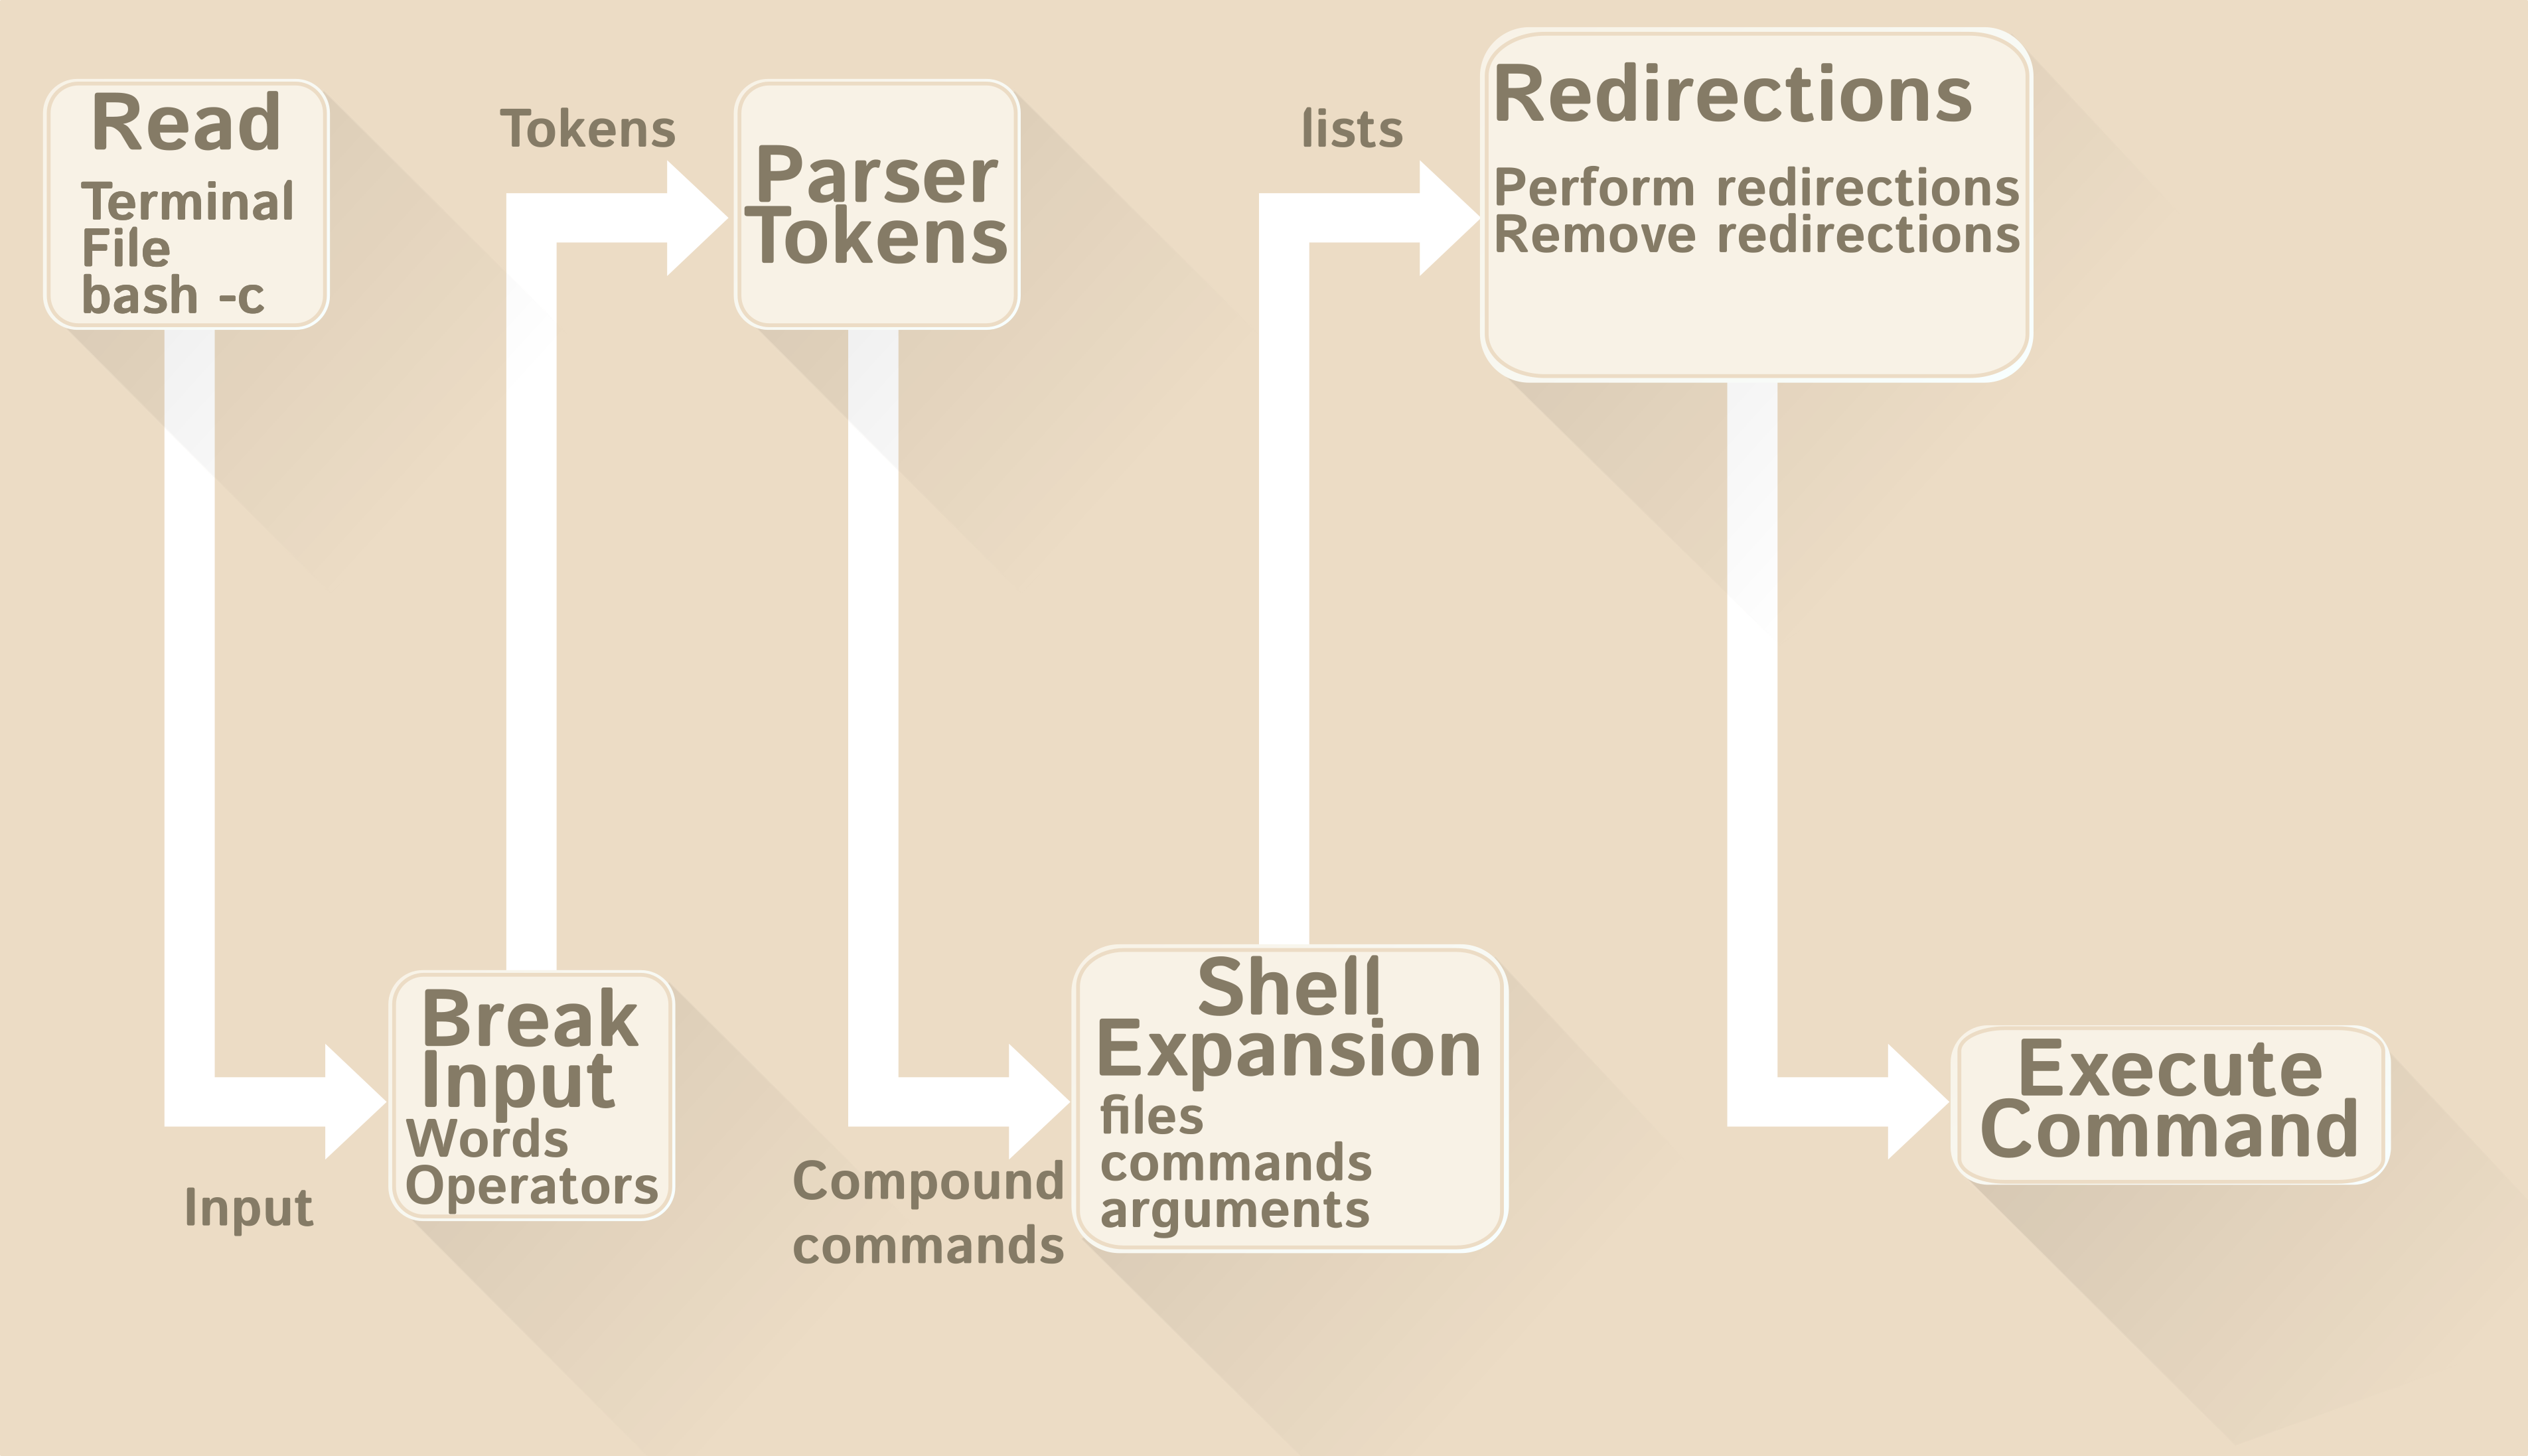 Read
Terminal
File
bash -c
Input
Break
Input
Words
Operators
Tokens
Parser
Tokens
Compound
commands
Shell
Expansion
files
commands
arguments
lists
Redirections
Perform redirections
Remove redirections
Execute
Command